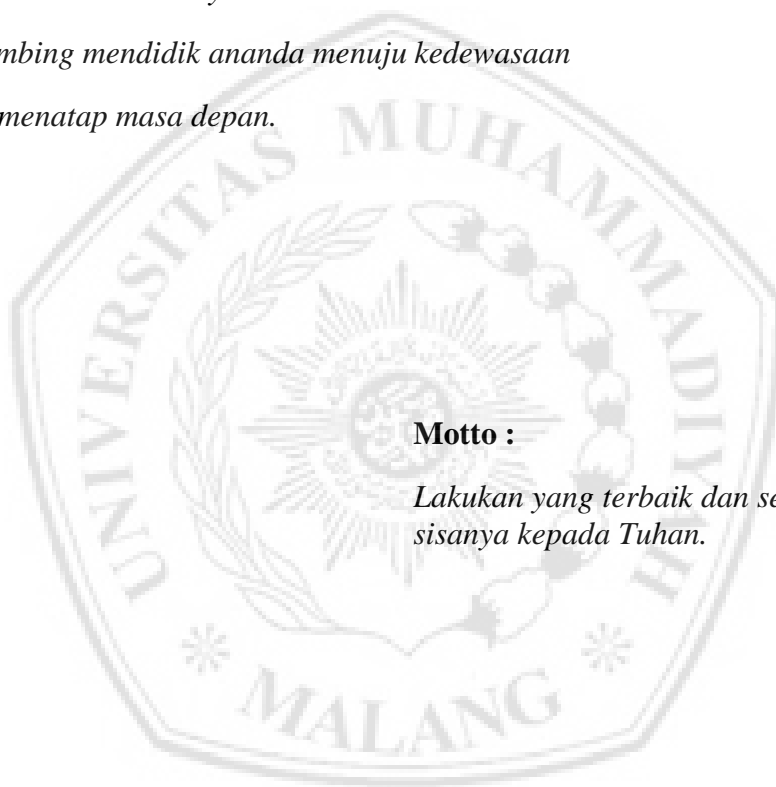 mbing mendidik ananda menuju kedewasaan
menatap masa depan.
UNIVERSITAS MUHAMMADIYAH
Motto :
Lakukan yang terbaik dan se
sisanya kepada Tuhan.
MALANG